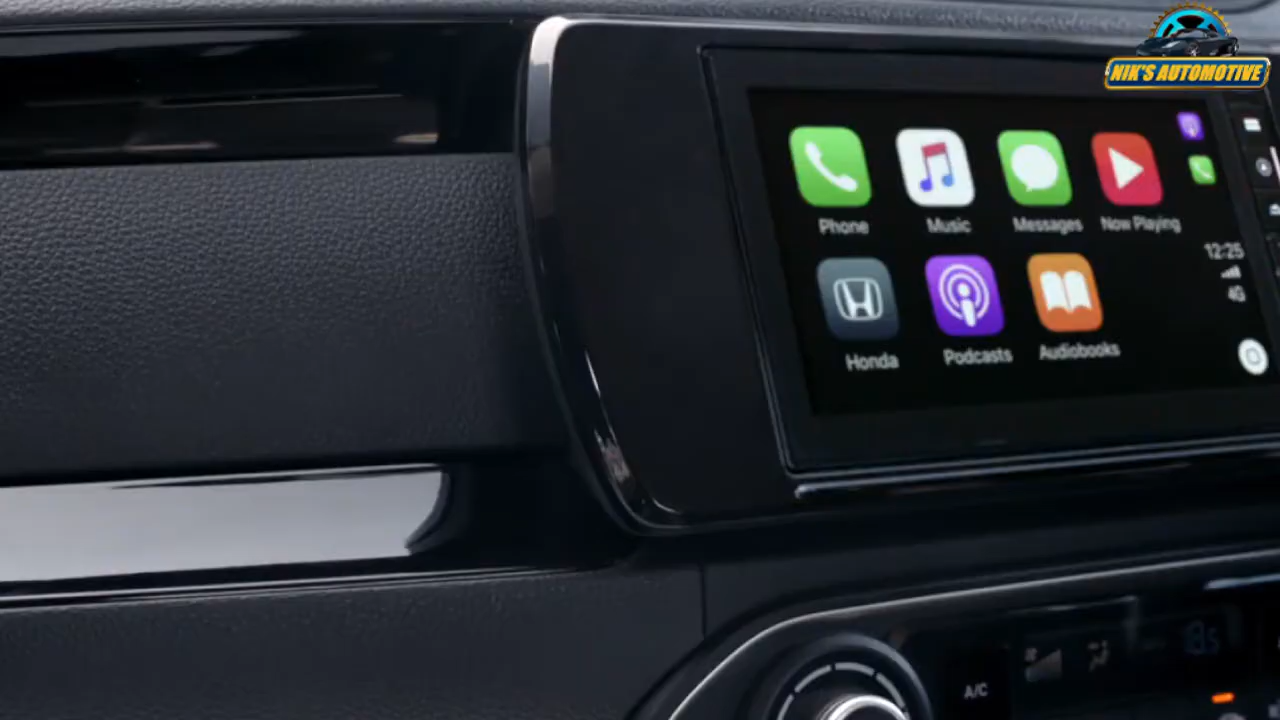 NIK'S AUTOMOTIVE
Phone
Music
Messages
Now Playing
12:25
4G
Honda
Podcasts
Audiobooks
A/C